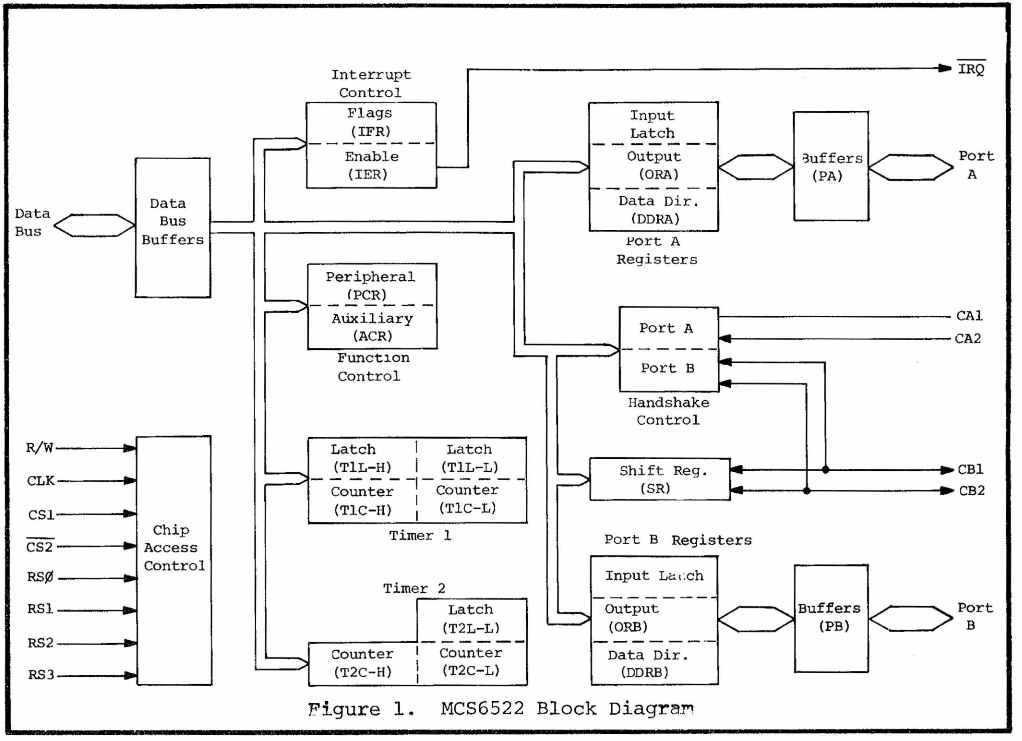 Interrupt
Control
Flags
(IFR)
Enable
(IER)
IRQ
Input
Latch
Output
(ORA)
Data Dir.
(DDRA)
Port A
Registers
Buffers
(PA)
Port
A
Data
Bus
Data
Bus
Buffers
Peripheral
(PCR)
Auxiliary
(ACR)
Function
Control
Port A
Port B
Handshake
Control
CA1
CA2
R/W
CLK
CS1
CS2
RSØ
RS1
RS2
RS3
Chip
Access
Control
Latch
(T1L-H)
Latch
(T1L-L)
Counter
(T1C-H)
Counter
(T1C-L)
Timer 1
Shift Reg.
(SR)
CB1
CB2
Timer 2
Latch
(T2L-L)
Counter
(T2C-H)
Counter
(T2C-L)
Port B Registers
Input Latch
Output
(ORB)
Data Dir.
(DDRB)
Buffers
(PB)
Port
B
Figure 1. MCS6522 Block Diagram